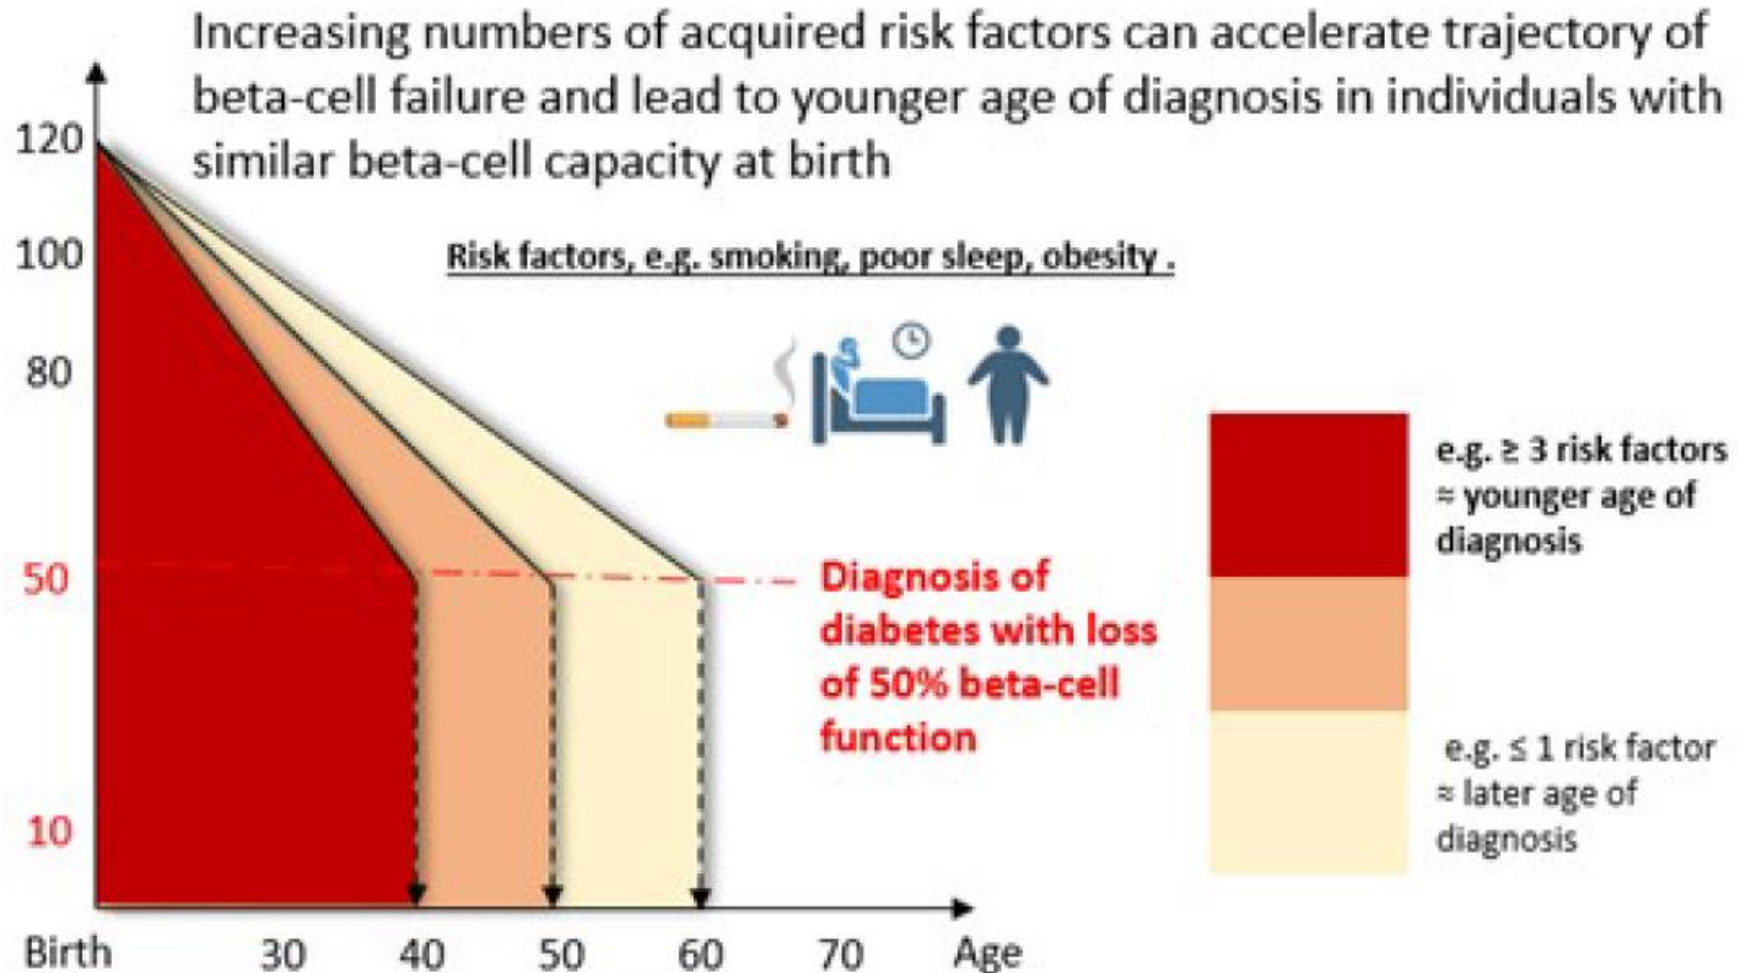 Increasing numbers of acquired risk factors can accelerate trajectory of
beta-cell failure and lead to younger age of diagnosis in individuals with
similar beta-cell capacity at birth
120
100
80
50
10
Risk factors, e.g. smoking, poor sleep, obesity .
Diagnosis of
diabetes with loss
of 50% beta-cell
function
e.g. ≥ 3 risk factors
≈ younger age of
diagnosis
e.g. ≤ 1 risk factor
≈ later age of
diagnosis
Birth 30 40 50 60 70 Age